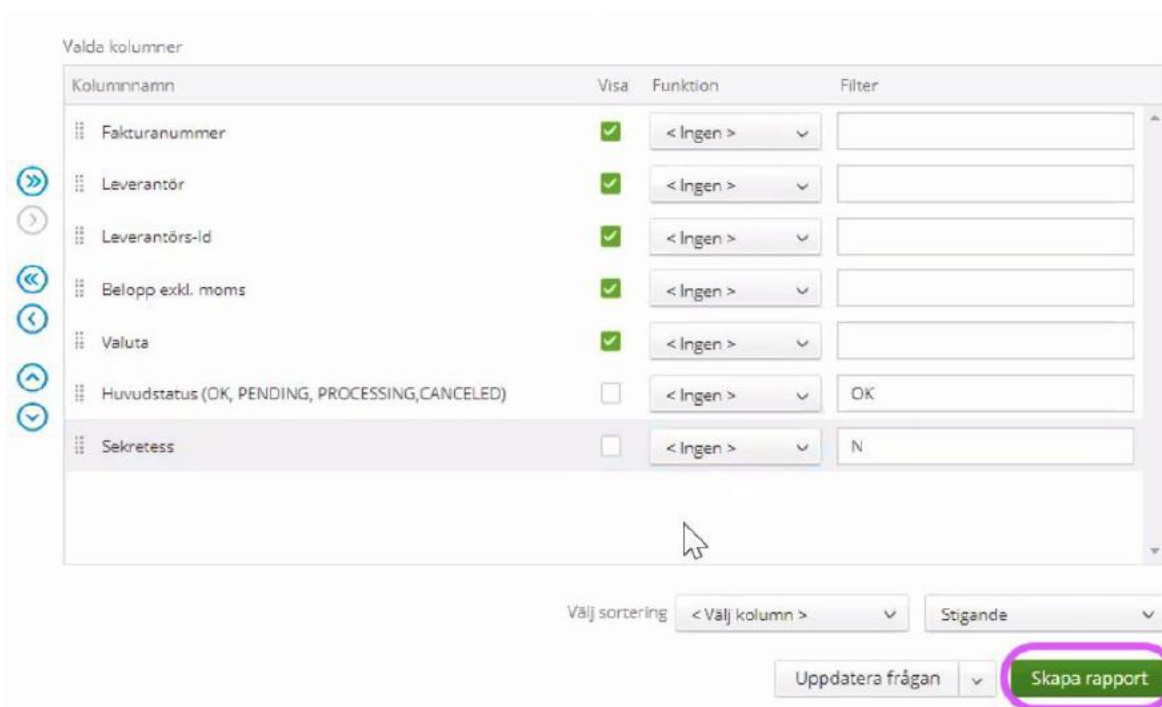 Valda kolumner
Kolumnnamn Visa Funktion Filter
Fakturanummer < Ingen >
Leverantör < Ingen >
Leverantörs-Id < Ingen >
Belopp exkl. moms < Ingen >
Valuta < Ingen >
Huvudstatus (OK, PENDING, PROCESSING,CANCELED) < Ingen > OK
Sekretess < Ingen > N
Välj sortering < Välj kolumn > Stigande
Uppdatera frågan Skapa rapport